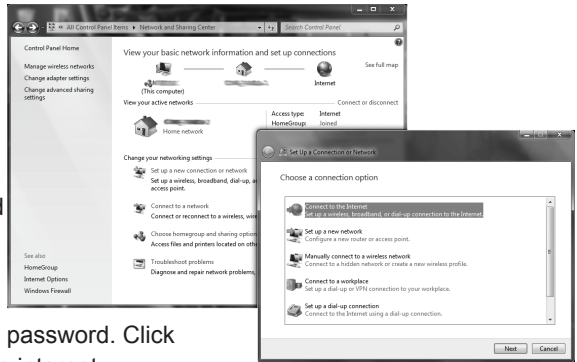 All Control Panel Items ▸ Network and Sharing Center
Search Control Panel
Control Panel Home
Manage wireless networks
Change adapter settings
Change advanced sharing
settings
See also
HomeGroup
Internet Options
Windows Firewall
View your basic network information and set up connections
See full map
(This computer)
Internet
View your active networks
Connect or disconnect
Home network
Access type: Internet
HomeGroup: Joined
Change your networking settings
Set up a new connection or network
Set up a wireless, broadband, dial-up, a
access point.
Connect to a network
Connect or reconnect to a wireless, wire
Choose homegroup and sharing option
Access files and printers located on othe
Troubleshoot problems
Diagnose and repair network problems,
Set Up a Connection or Network
Choose a connection option
Connect to the Internet
Set up a wireless, broadband, or dial-up connection to the Internet.
Set up a new network
Configure a new router or access point.
Manually connect to a wireless network
Connect to a hidden network or create a new wireless profile.
Connect to a workplace
Set up a dial-up or VPN connection to your workplace.
Set up a dial-up connection
Connect to the Internet using a dial-up connection.
Next
Cancel
password. Click